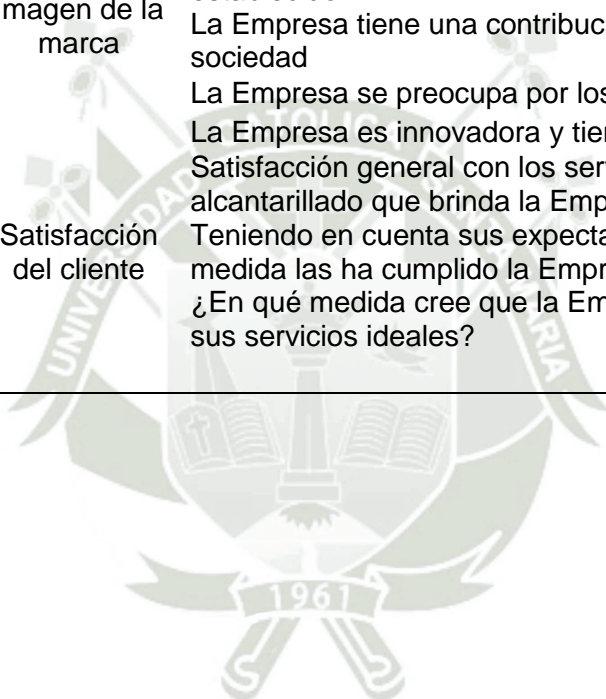 magen de la
marca
La Empresa tiene una contribuc
sociedad
La Empresa se preocupa por los
La Empresa es innovadora y tien
Satisfacción
del cliente
Satisfacción general con los ser
alcantarillado que brinda la Emp
Teniendo en cuenta sus expecta
medida las ha cumplido la Empr
¿En qué medida cree que la Em
sus servicios ideales?
1961